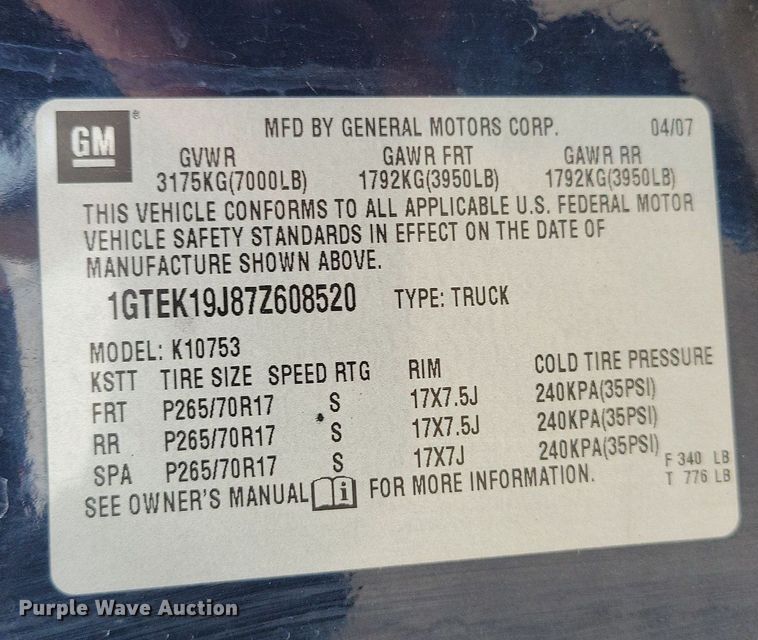 GM ® MFD BY GENERAL MOTORS CORP. 04/07
GVWR GAWR FRT GAWR RR
3175KG(7000LB) 1792KG(3950LB) 1792KG(3950LB)
THIS VEHICLE CONFORMS TO ALL APPLICABLE U.S. FEDERAL MOTOR
VEHICLE SAFETY STANDARDS IN EFFECT ON THE DATE OF
MANUFACTURE SHOWN ABOVE.
1GTEK19J87Z608520 TYPE: TRUCK
MODEL: K10753
KSTT TIRE SIZE SPEED RTG RIM COLD TIRE PRESSURE
FRT P265/70R17 S 17X7.5J 240KPA(35PSI)
RR P265/70R17 S 17X7.5J 240KPA(35PSI)
SPA P265/70R17 S 17X7J 240KPA(35PSI) F 340 LB
T 776 LB
SEE OWNER'S MANUAL i FOR MORE INFORMATION.
Purple Wave Auction